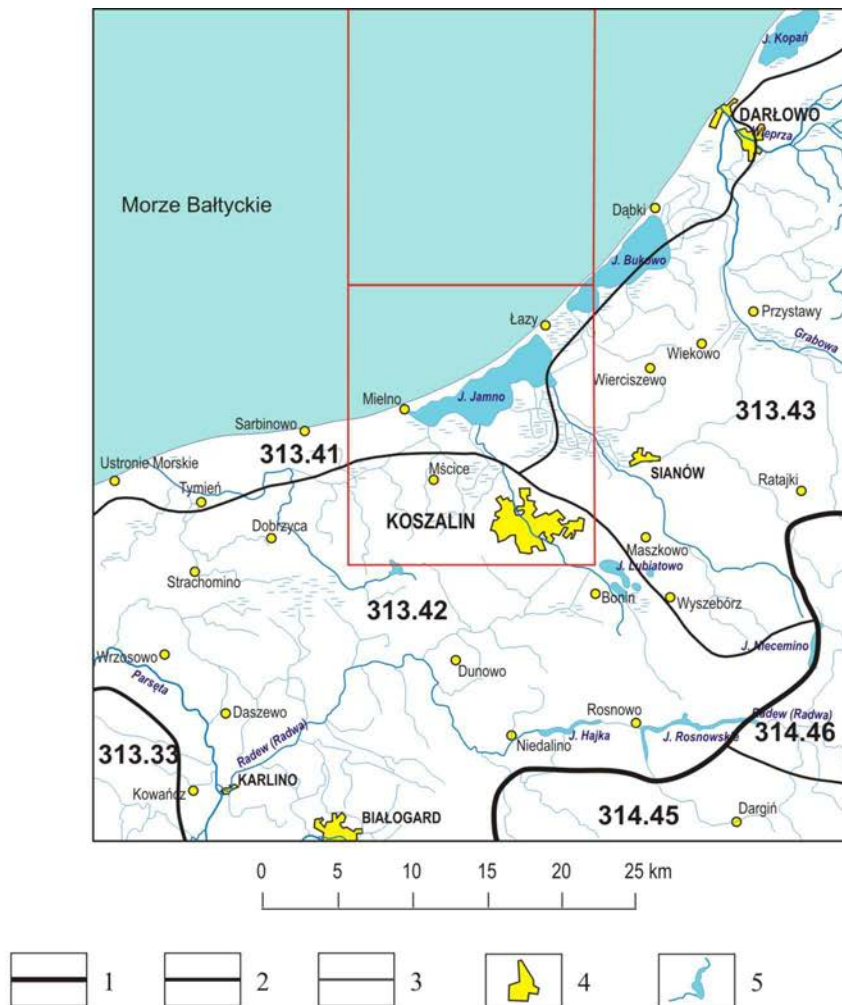 J. Kopań
DARŁOWO
Wieprza
Morze Bałtyckie
Dąbki
J. Bukowo
Łazy
Przystawy
Grabowa
Wiekowo
Wierciszewo
J. Jamno
Mielno
313.43
Sarbinowo
313.41
Ustronie Morskie
Tymień
Mścice
SIANÓW
Ratajki
KOSZALIN
Dobrzyca
Maszkowo
J. Lubiatowo
Strachomino
Bonin
Wyszebórz
313.42
J. Niecemino
Wrzosowo
Parsęta
Dunowo
Daszewo
Rosnowo
Radew (Radwa)
Radew (Radwa)
Niedalino
J. Hajka
J. Rosnowskie
314.46
313.33
KARLINO
Kowańcz
BIAŁOGARD
314.45
Dargiń
0 5 10 15 20 25 km
1 2 3 4 5